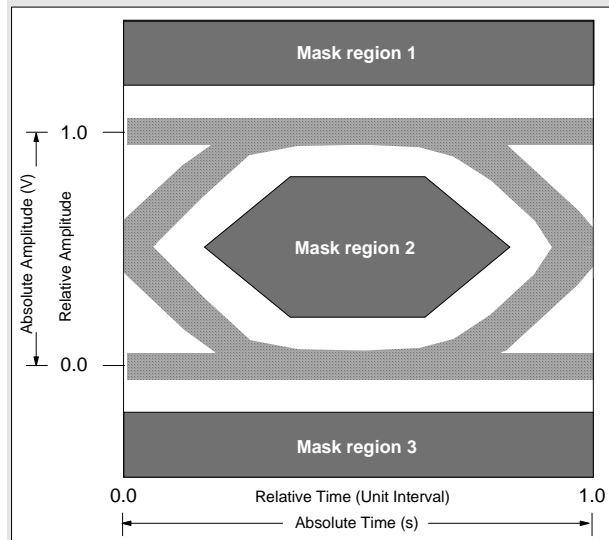 Mask region 1
1.0
Absolute Amplitude (V)
Relative Amplitude
Mask region 2
0.0
Mask region 3
0.0
Relative Time (Unit Interval)
1.0
Absolute Time (s)